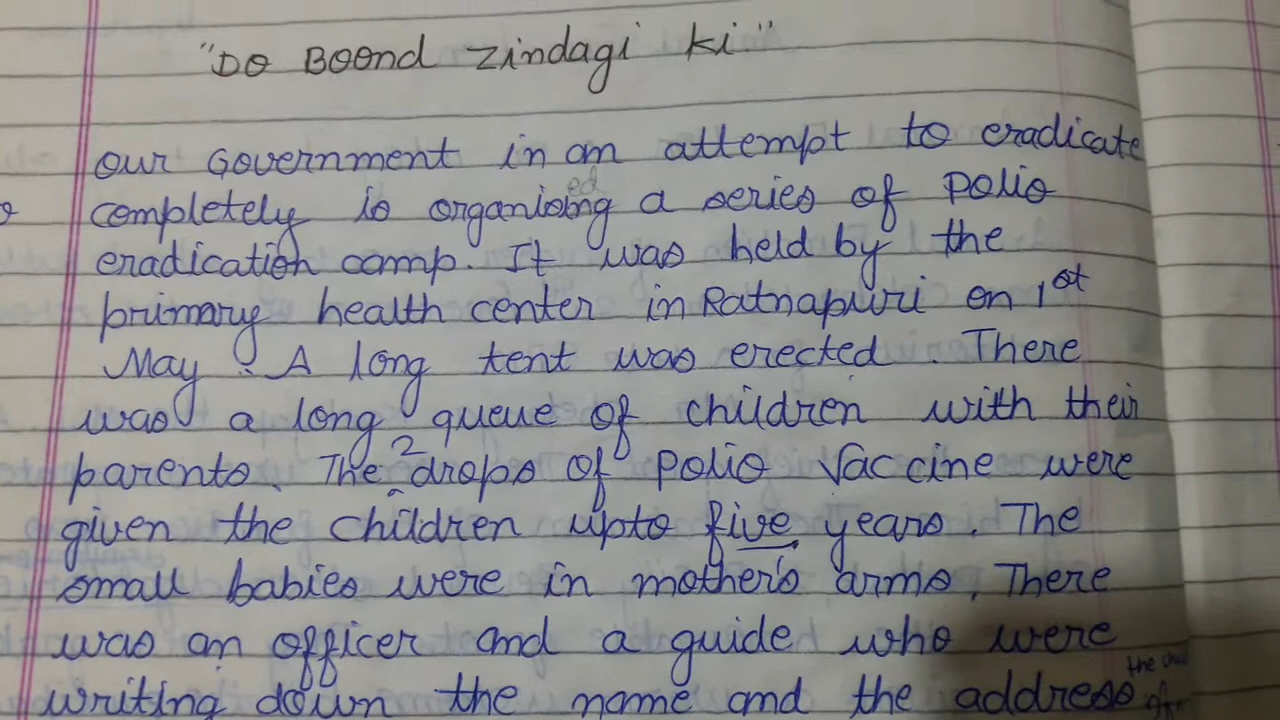 "Do Boond Zindagi ki"
our Government in an attempt to eradicate
completely is organising ed a series of polio
eradication camp. It was held by the
primary health center in Ratnapuri on 1st
May. A long tent was erected. There
was a long queue of children with their
parents. The 2 drops of polio vaccine were
given the children upto five years. The
small babies were in mother's arms. There
was an officer and a guide who were
writing down the name and the address